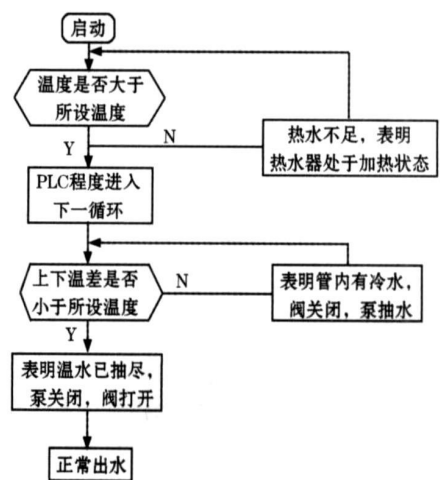 启动
温度是否大于
所设温度
N
Y
热水不足，表明
热水器处于加热状态
PLC程度进入
下一循环
上下温差是否
小于所设温度
N
Y
表明管内有冷水，
阀关闭，泵抽水
表明温水已抽尽，
泵关闭，阀打开
正常出水